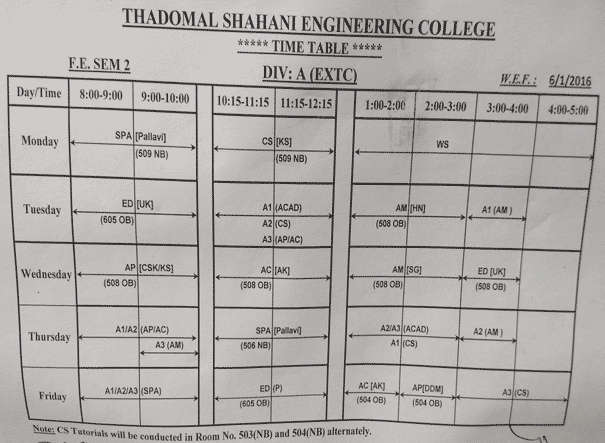 THADOMAL SHAHANI ENGINEERING COLLEGE
***** TIME TABLE *****
F.E. SEM 2 DIV: A (EXTC) W.E.F.: 6/1/2016
Day/Time 8:00-9:00 9:00-10:00 10:15-11:15 11:15-12:15 1:00-2:00 2:00-3:00 3:00-4:00 4:00-5:00
Monday SPA [Pallavi] CS [KS] WS
(509 NB) (509 NB)
Tuesday ED [UK] A1 (ACAD) AM [HN] A1 (AM )
(605 OB) A2 (CS) (508 OB)
A3 (AP/AC)
Wednesday AP [CSK/KS] AC [AK] AM [SG] ED [UK]
(508 OB) (508 OB) (508 OB) (508 OB)
Thursday A1/A2 (AP/AC) SPA [Pallavi] A2/A3 (ACAD) A2 (AM )
A3 (AM) (506 NB) A1 (CS)
Friday A1/A2/A3 (SPA) ED (P) AC [AK] AP[DDM] A3 (CS)
(605 OB) (504 OB) (504 OB)
Note: CS Tutorials will be conducted in Room No. 503(NB) and 504(NB) alternately.